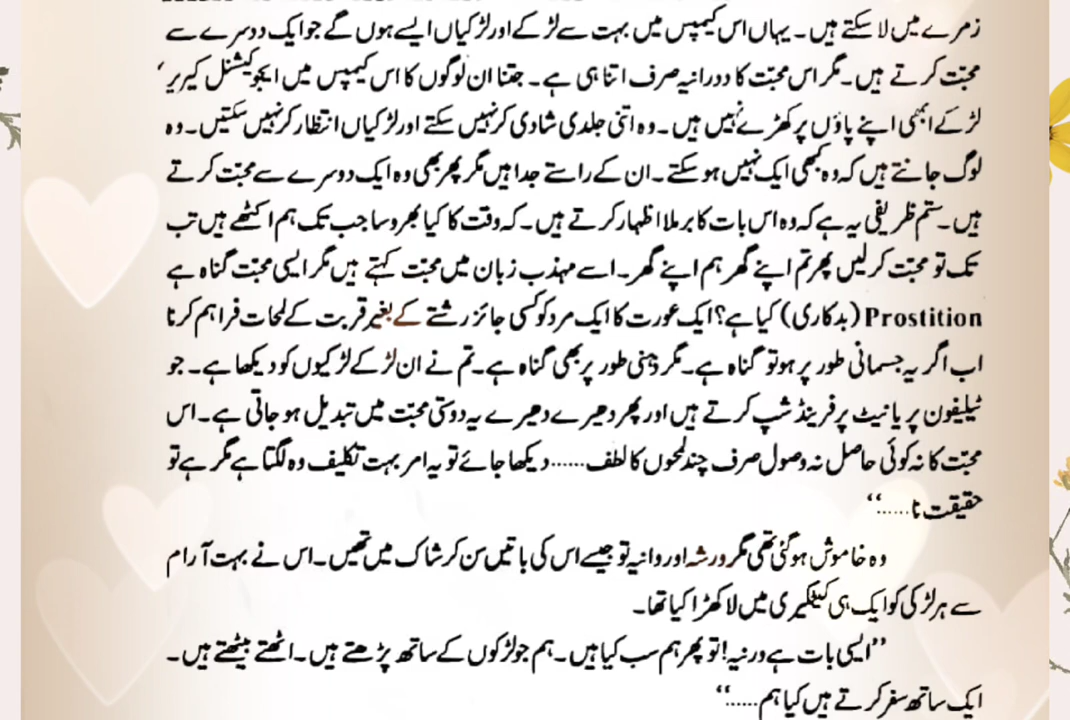 زمرے میں لا سکتے ہیں۔ یہاں اس کیمپس میں بہت سے لڑکے اور لڑکیاں ایسے ہوں گے جو ایک دوسرے سے
محبّت کرتے ہیں۔ مگر اس محبّت کا دورانیہ صرف اتنا ہی ہے۔ جتنا ان لوگوں کا اس کیمپس میں ایجوکیشنل کیریر،
لڑکے ابھی اپنے پاؤں پر کھڑے نہیں ہیں۔ وہ اتنی جلدی شادی کر نہیں سکتے اور لڑکیاں انتظار کر نہیں سکتیں۔ وہ
لوگ جانتے ہیں کہ وہ کبھی ایک نہیں ہو سکتے۔ ان کے راستے جدا ہیں مگر پھر بھی وہ ایک دوسرے سے محبّت کرتے
ہیں۔ ستم ظریفی یہ ہے کہ وہ اس بات کا برملا اظہار کرتے ہیں۔ کہ وقت کا کیا بھروسا جب تک ہم اکٹھے ہیں تب
تک تو محبّت کر لیں پھر تم اپنے گھر ہم اپنے گھر۔ اسے مہذب زبان میں محبّت کہتے ہیں مگر ایسی محبّت گناہ ہے
Prostition (بدکاری) کیا ہے؟ ایک عورت کا ایک مرد کو کسی جائز رشتے کے بغیر قربت کے لمحات فراہم کرنا
اب اگر یہ جسمانی طور پر ہو تو گناہ ہے۔ مگر ذہنی طور پر بھی گناہ ہے۔ تم نے ان لڑکے لڑکیوں کو دیکھا ہے۔ جو
ٹیلیفون پر یا نیٹ پر فرینڈ شپ کرتے ہیں اور پھر دھیرے دھیرے یہ دوستی محبّت میں تبدیل ہو جاتی ہے۔ اس
محبّت کا نہ کوئی حاصل نہ وصول صرف چند لمحوں کا لطف...... دیکھا جائے تو یہ امر بہت تکلیف دہ لگتا ہے مگر ہے تو
حقیقت نا.....‘‘
وہ خاموش ہو گئی تھی مگر ورشہ اور وانیہ تو جیسے اس کی باتیں سن کر شاک میں تھیں۔ اس نے بہت آرام
سے ہر لڑکی کو ایک ہی کیٹیگیری میں لا کھڑا کیا تھا۔
’’ایسی بات ہے ورنیہ! تو پھر ہم سب کیا ہیں۔ ہم جو لڑکوں کے ساتھ پڑھتے ہیں۔ اٹھتے بیٹھتے ہیں۔
ایک ساتھ سفر کرتے ہیں کیا ہم.....‘‘